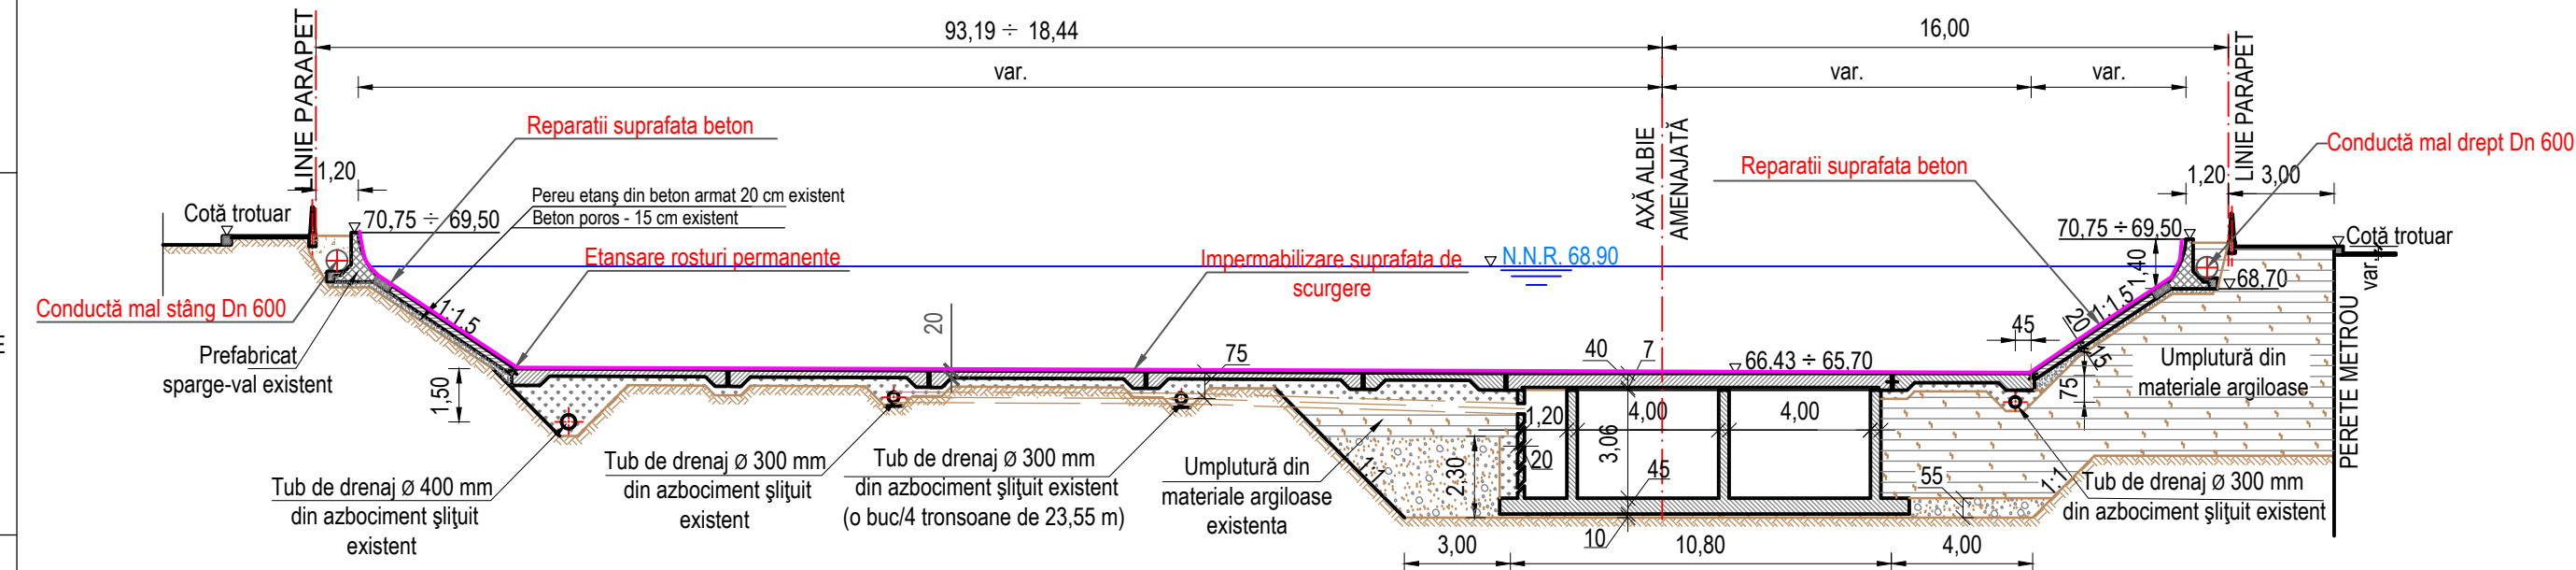 93,19 ÷ 18,44
16,00
var.
var.
var.
LINIE PARAPET
LINIE PARAPET
AXĂ ALBIE
AMENAJATĂ
Reparatii suprafata beton
Reparatii suprafata beton
Conductă mal drept Dn 600
1,20
1,20
3,00
Pereu etanş din beton armat 20 cm existent
Beton poros - 15 cm existent
Cotă trotuar
70,75 ÷ 69,50
70,75 ÷ 69,50
Cotă trotuar
Etansare rosturi permanente
Impermabilizare suprafata de
scurgere
N.N.R. 68.90
1,40
68,70
var.
Conductă mal stâng Dn 600
1:1.5
1:1.5
20
15
45
75
Prefabricat
sparge-val existent
20
75
40
7
66,43 ÷ 65,70
Umplutură din
materiale argiloase
PERETE METROU
1,50
1,20
4,00
4,00
3,06
20
45
2,30
1:1
1:1
55
Tub de drenaj Ø 400 mm
din azbociment şliţuit
existent
Tub de drenaj Ø 300 mm
din azbociment şliţuit
existent
Tub de drenaj Ø 300 mm
din azbociment şliţuit existent
(o buc/4 tronsoane de 23,55 m)
Umplutură din
materiale argiloase
existenta
Tub de drenaj Ø 300 mm
din azbociment şliţuit existent
10
3,00
10,80
4,00